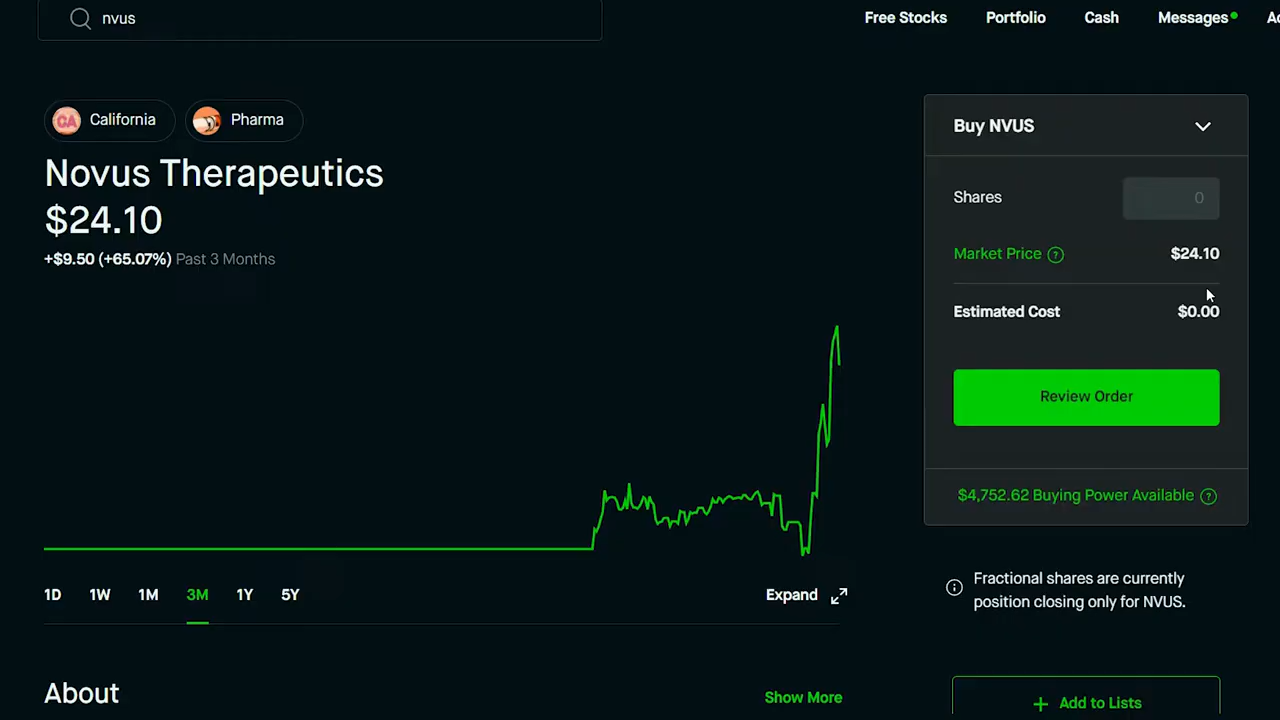 nvus
Free Stocks
Portfolio
Cash
Messages
CA California
Pharma
Novus Therapeutics
$24.10
+$9.50 (+65.07%) Past 3 Months
1D
1W
1M
3M
1Y
5Y
Expand
About
Show More
Buy NVUS
Shares
0
Market Price ?
$24.10
Estimated Cost
$0.00
Review Order
$4,752.62 Buying Power Available ?
Fractional shares are currently
position closing only for NVUS.
+ Add to Lists